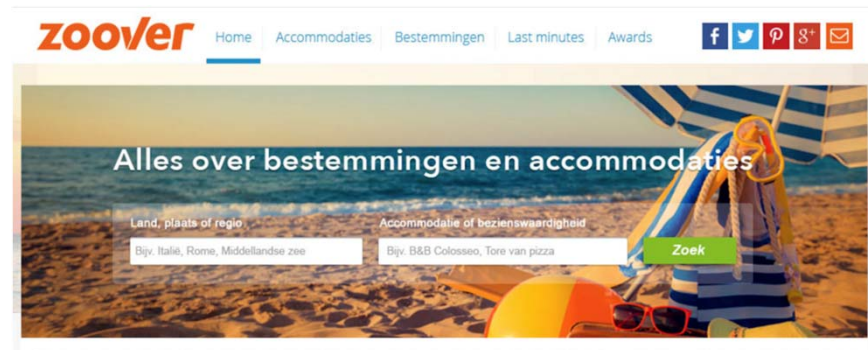 zoover
Home Accommodaties Bestemmingen Last minutes Awards
Alles over bestemmingen en accommodaties
Land, plaats of regio Accommodatie of bezienswaardigheid
Bijv. Italië, Rome, Middellandse zee Bijv. B&B Colosseo, Tore van pizza Zoek